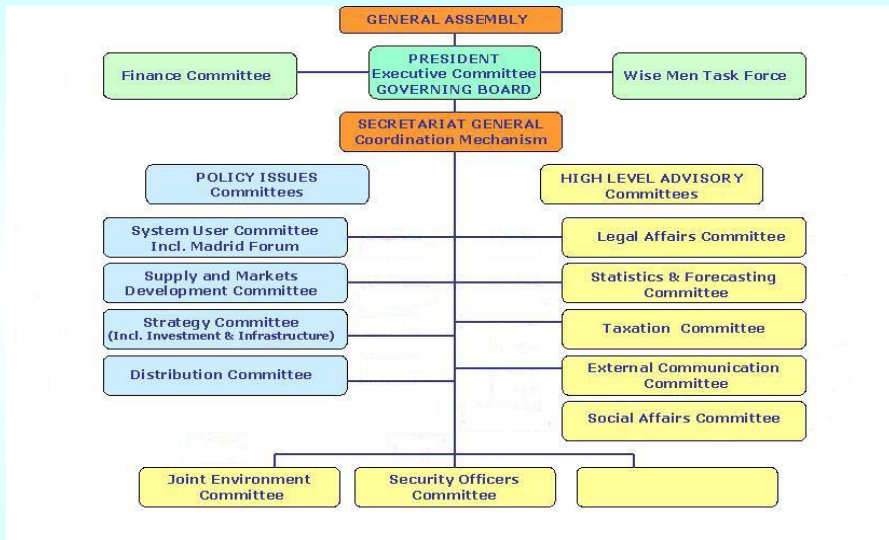 GENERAL ASSEMBLY
Finance Committee
PRESIDENT
Executive Committee
GOVERNING BOARD
Wise Men Task Force
SECRETARIAT GENERAL
Coordination Mechanism
POLICY ISSUES
Committees
HIGH LEVEL ADVISORY
Committees
System User Committee
Incl. Madrid Forum
Legal Affairs Committee
Supply and Markets
Development Committee
Statistics & Forecasting
Committee
Strategy Committee
(Incl. Investment & Infrastructure)
Taxation Committee
Distribution Committee
External Communication
Committee
Social Affairs Committee
Joint Environment
Committee
Security Officers
Committee